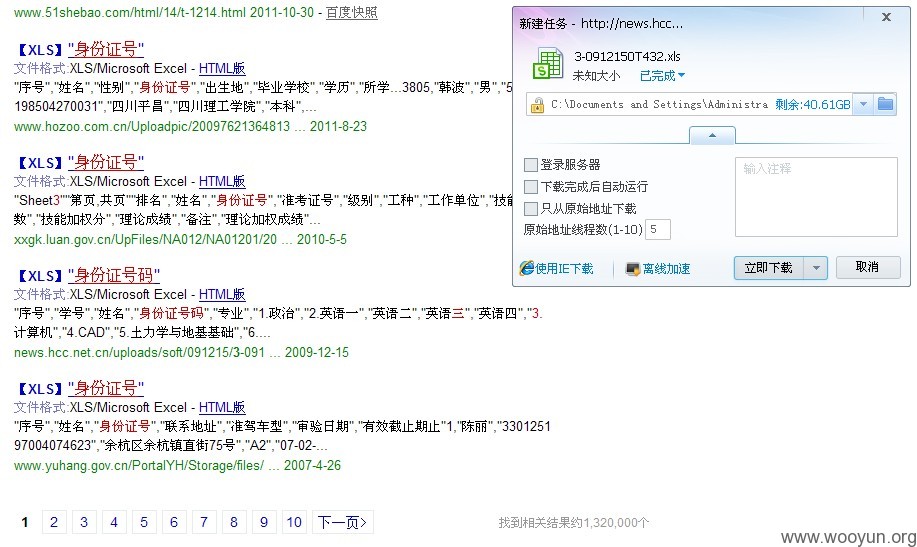 www.51shebao.com/html/14/t-1214.html 2011-10-30 - 百度快照
【XLS】"身份证号"
文件格式:XLS/Microsoft Excel - HTML版
"序号","姓名","性别","身份证号","出生地","毕业学校","学历","所学...3805,"韩波","男","5
198504270031","四川平昌","四川理工学院","本科",...
www.hozoo.com.cn/Uploadpic/20097621364813 ... 2011-8-23
【XLS】"身份证号"
文件格式:XLS/Microsoft Excel - HTML版
"Sheet3""第页,共页""排名","姓名","身份证号","准考证号","级别","工种","工作单位","技能
数","技能加权分","理论成绩","备注","理论加权成绩"...
xxgk.luan.gov.cn/UpFiles/NA012/NA01201/20 ... 2010-5-5
【XLS】"身份证号码"
文件格式:XLS/Microsoft Excel - HTML版
"序号","学号","姓名","身份证号码","专业","1.政治","2.英语一","英语二","英语三","英语四","3.
计算机","4.CAD","5.土力学与地基基础","6....
news.hcc.net.cn/uploads/soft/091215/3-091 ... 2009-12-15
【XLS】"身份证号"
文件格式:XLS/Microsoft Excel - HTML版
"序号","姓名","身份证号","联系地址","准驾车型","审验日期","有效截止期止"1,"陈丽","3301251
97004074623","余杭区余杭镇直街75号","A2","07-02-...
www.yuhang.gov.cn/PortalYH/Storage/files/ ... 2007-4-26
1 2 3 4 5 6 7 8 9 10 下一页>
找到相关结果约1,320,000个
新建任务 - http://news.hcc...
3-0912150T432.xls
未知大小 已完成
C:\Documents and Settings\Administra 剩余:40.61GB
登录服务器
下载完成后自动运行
只从原始地址下载
原始地址线程数(1-10) 5
输入注释
使用IE下载 离线加速 立即下载 取消
www.wooyun.org